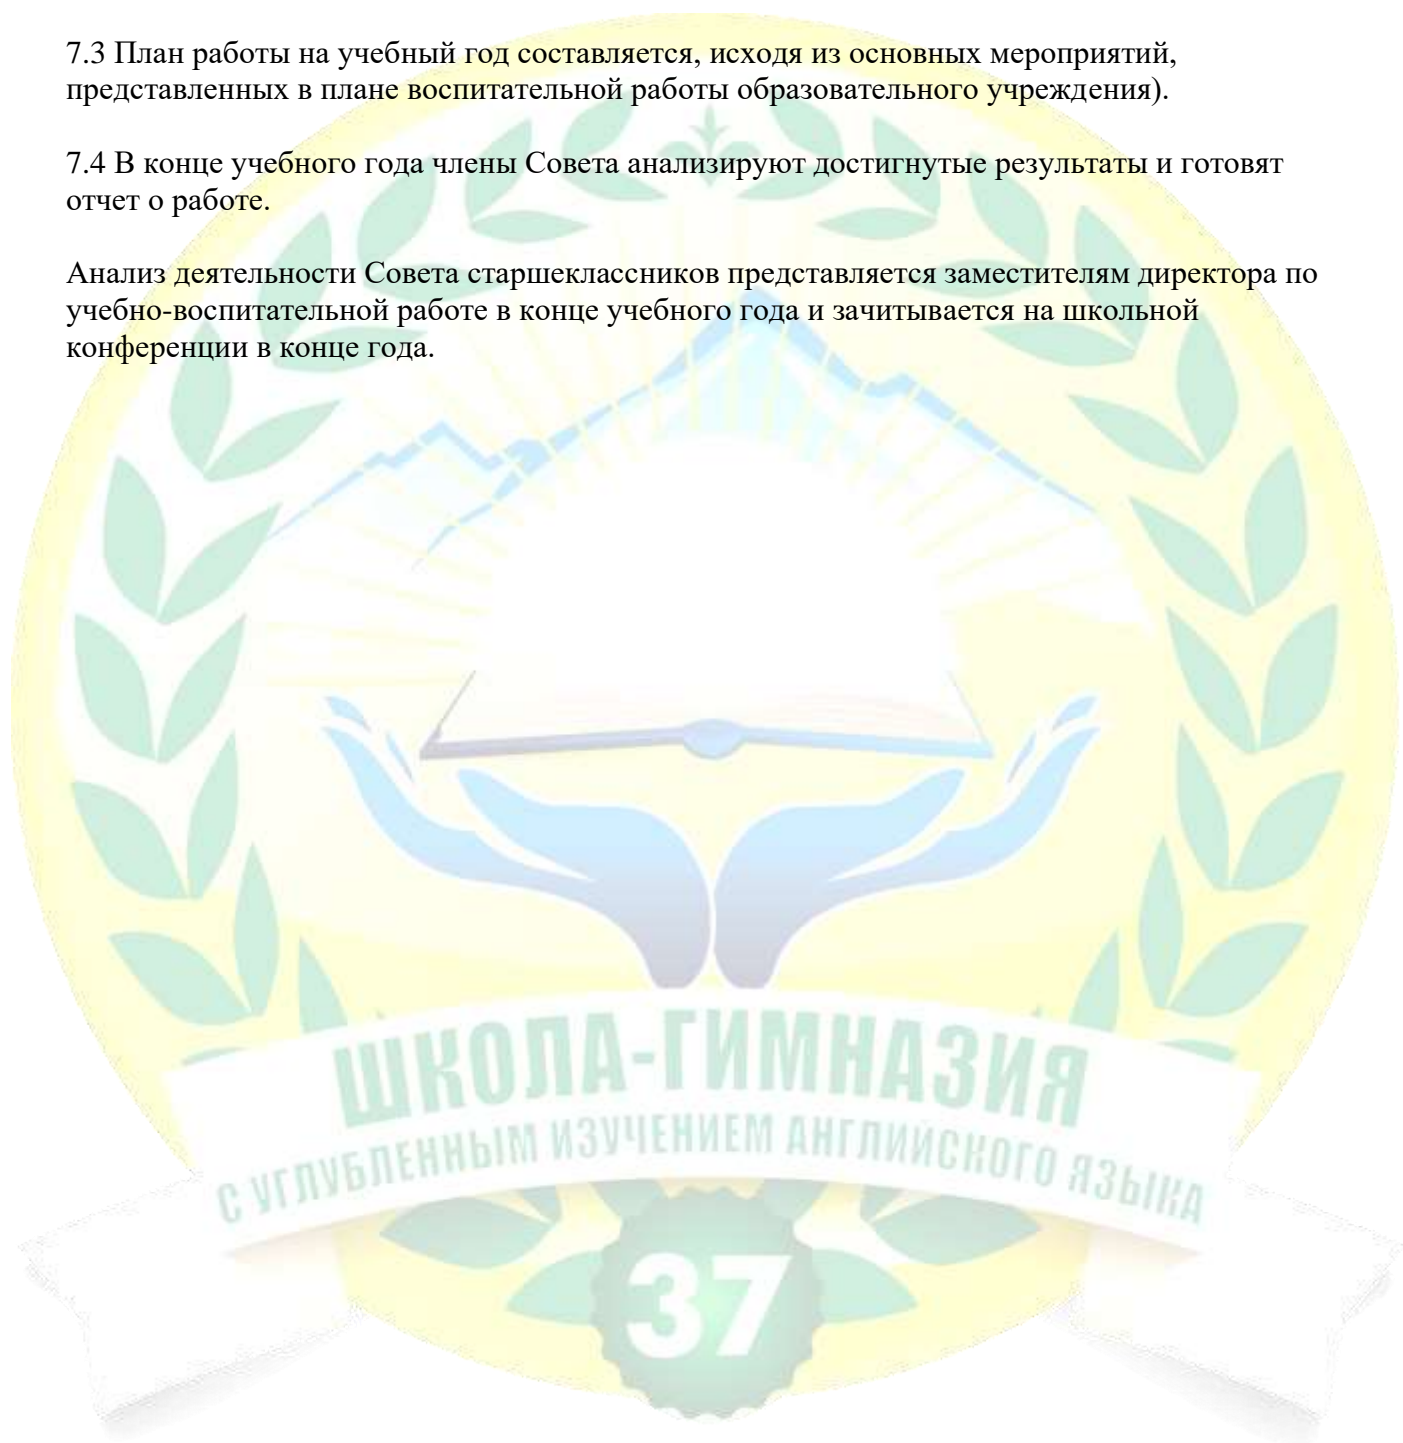 7.3 План работы на учебный год составляется, исходя из основных мероприятий,
представленных в плане воспитательной работы образовательного учреждения).
7.4 В конце учебного года члены Совета анализируют достигнутые результаты и готовят
отчет о работе.
Анализ деятельности Совета старшеклассников представляется заместителям директора по
учебно-воспитательной работе в конце учебного года и зачитывается на школьной
конференции в конце года.
ШКОЛА-ГИМНАЗИЯ
С УГЛУБЛЕННЫМ ИЗУЧЕНИЕМ АНГЛИЙСКОГО ЯЗЫКА
37